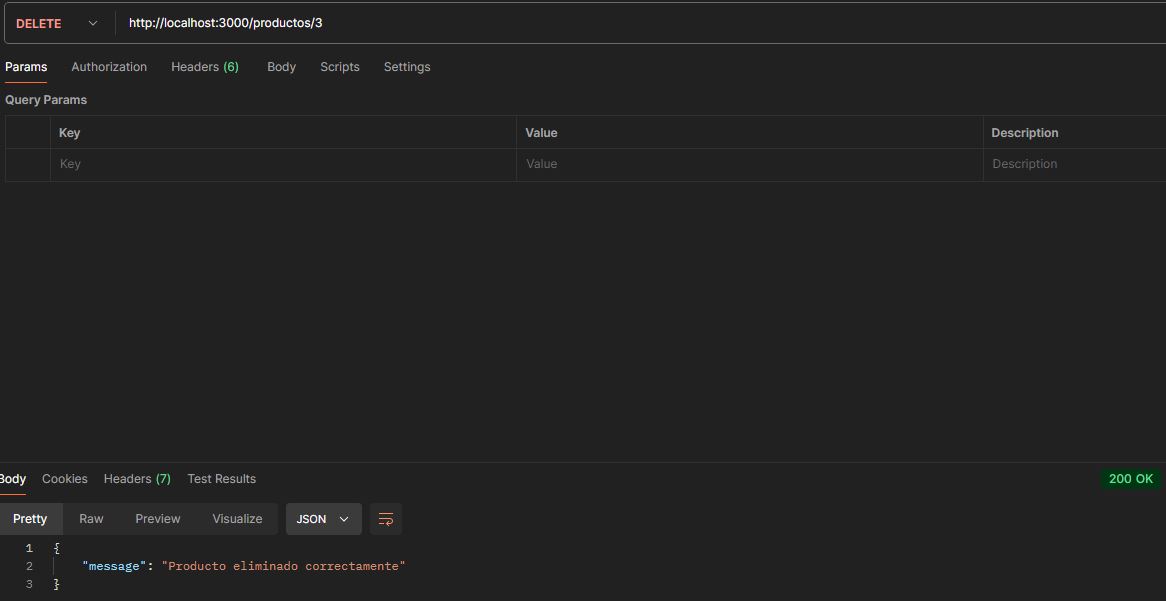 DELETE http://localhost:3000/productos/3
Params Authorization Headers (6) Body Scripts Settings
Query Params
Key Value Description
Key Value Description
Body Cookies Headers (7) Test Results 200 OK
Pretty Raw Preview Visualize JSON
1 {
2 "message": "Producto eliminado correctamente"
3 }